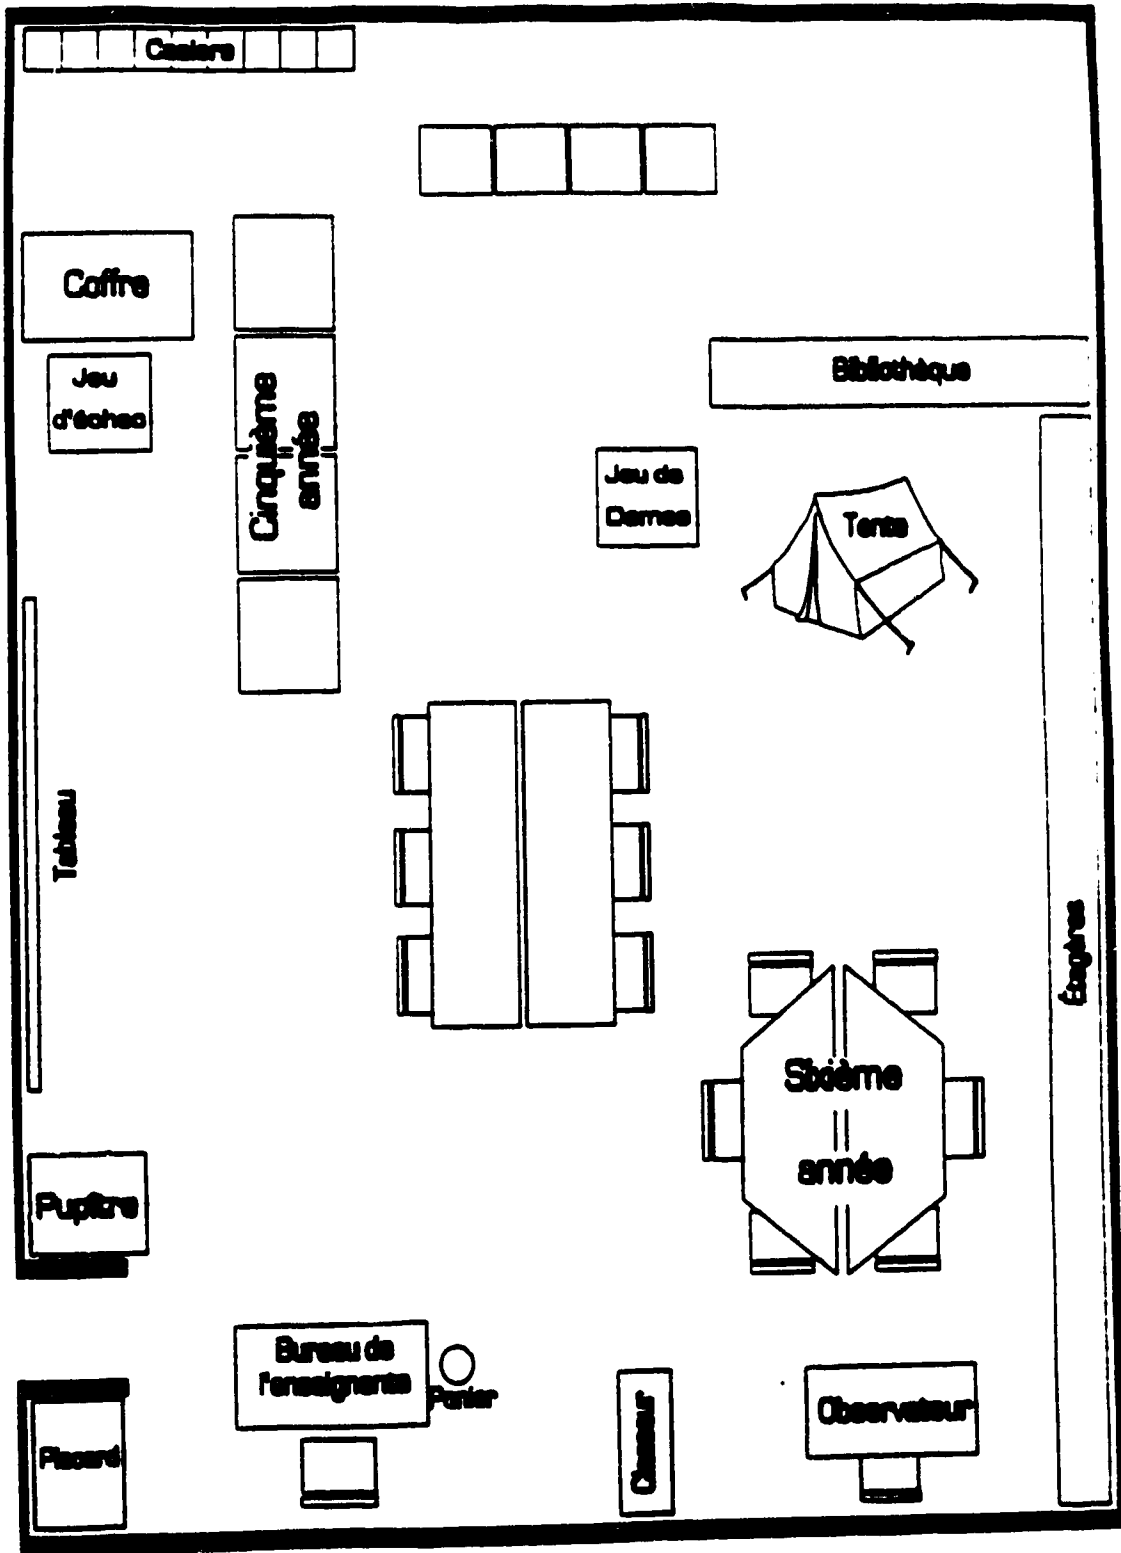 Casiers
Coffre
Jeu
d'échec
Cinquième
année
Bibliothèque
Jeu de
Dames
Tente
Tableau
Étagères
Sixième
année
Pupître
Bureau de
l'enseignante
Panier
Classeur
Observateur
Placard